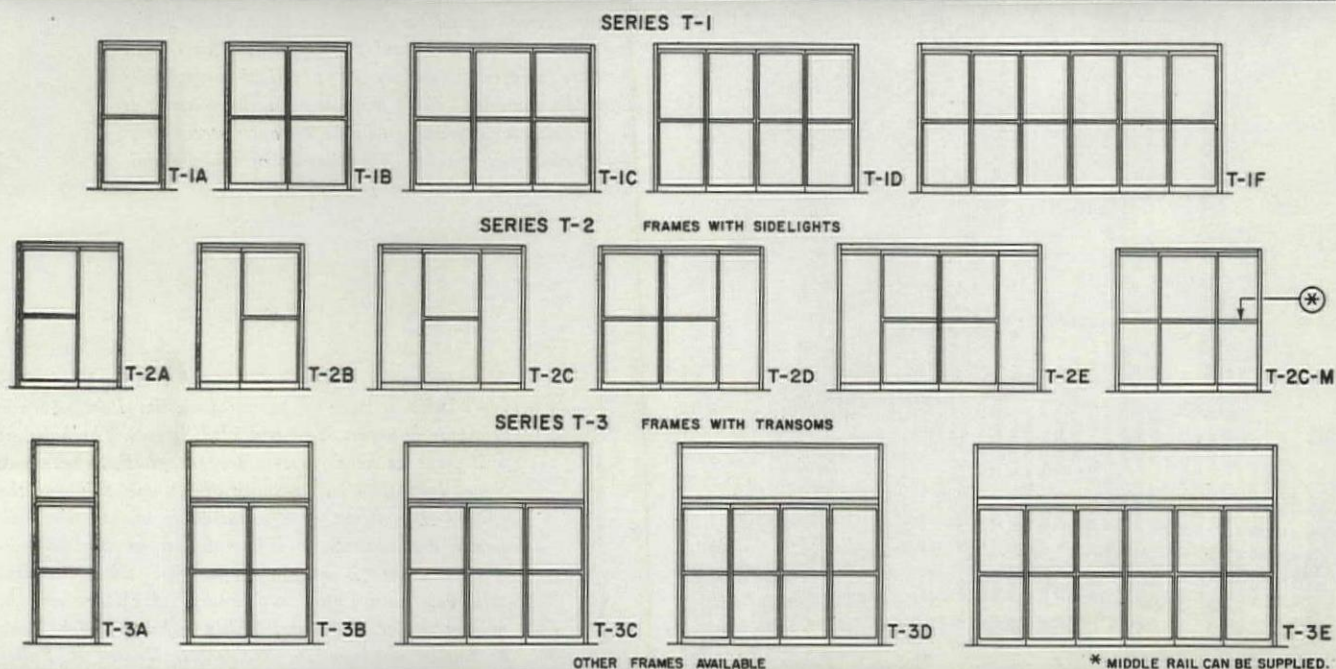 SERIES T-1
T-1A T-1B T-1C T-1D T-1F
SERIES T-2 FRAMES WITH SIDELIGHTS
*
T-2A T-2B T-2C T-2D T-2E T-2C-M
SERIES T-3 FRAMES WITH TRANSOMS
T-3A T-3B T-3C T-3D T-3E
OTHER FRAMES AVAILABLE * MIDDLE RAIL CAN BE SUPPLIED.